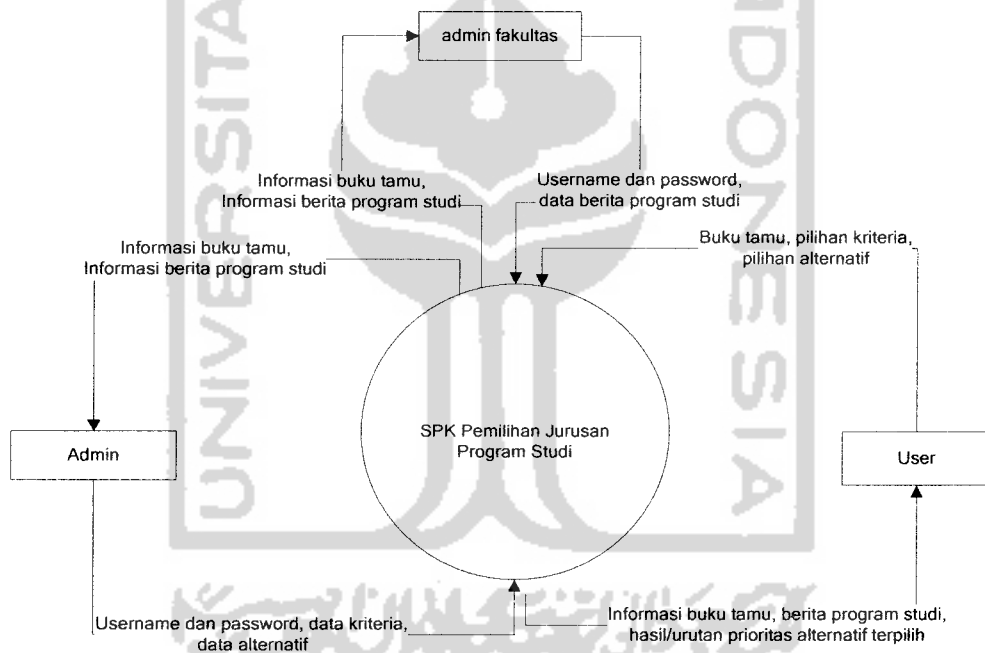 UNIVERSITA
INDONESIA
admin fakultas
Informasi buku tamu,
Informasi berita program studi
Username dan password,
data berita program studi
Informasi buku tamu,
Informasi berita program studi
Buku tamu, pilihan kriteria,
pilihan alternatif
SPK Pemilihan Jurusan
Program Studi
Admin
User
Username dan password, data kriteria,
data alternatif
Informasi buku tamu, berita program studi,
hasil/urutan prioritas alternatif terpilih